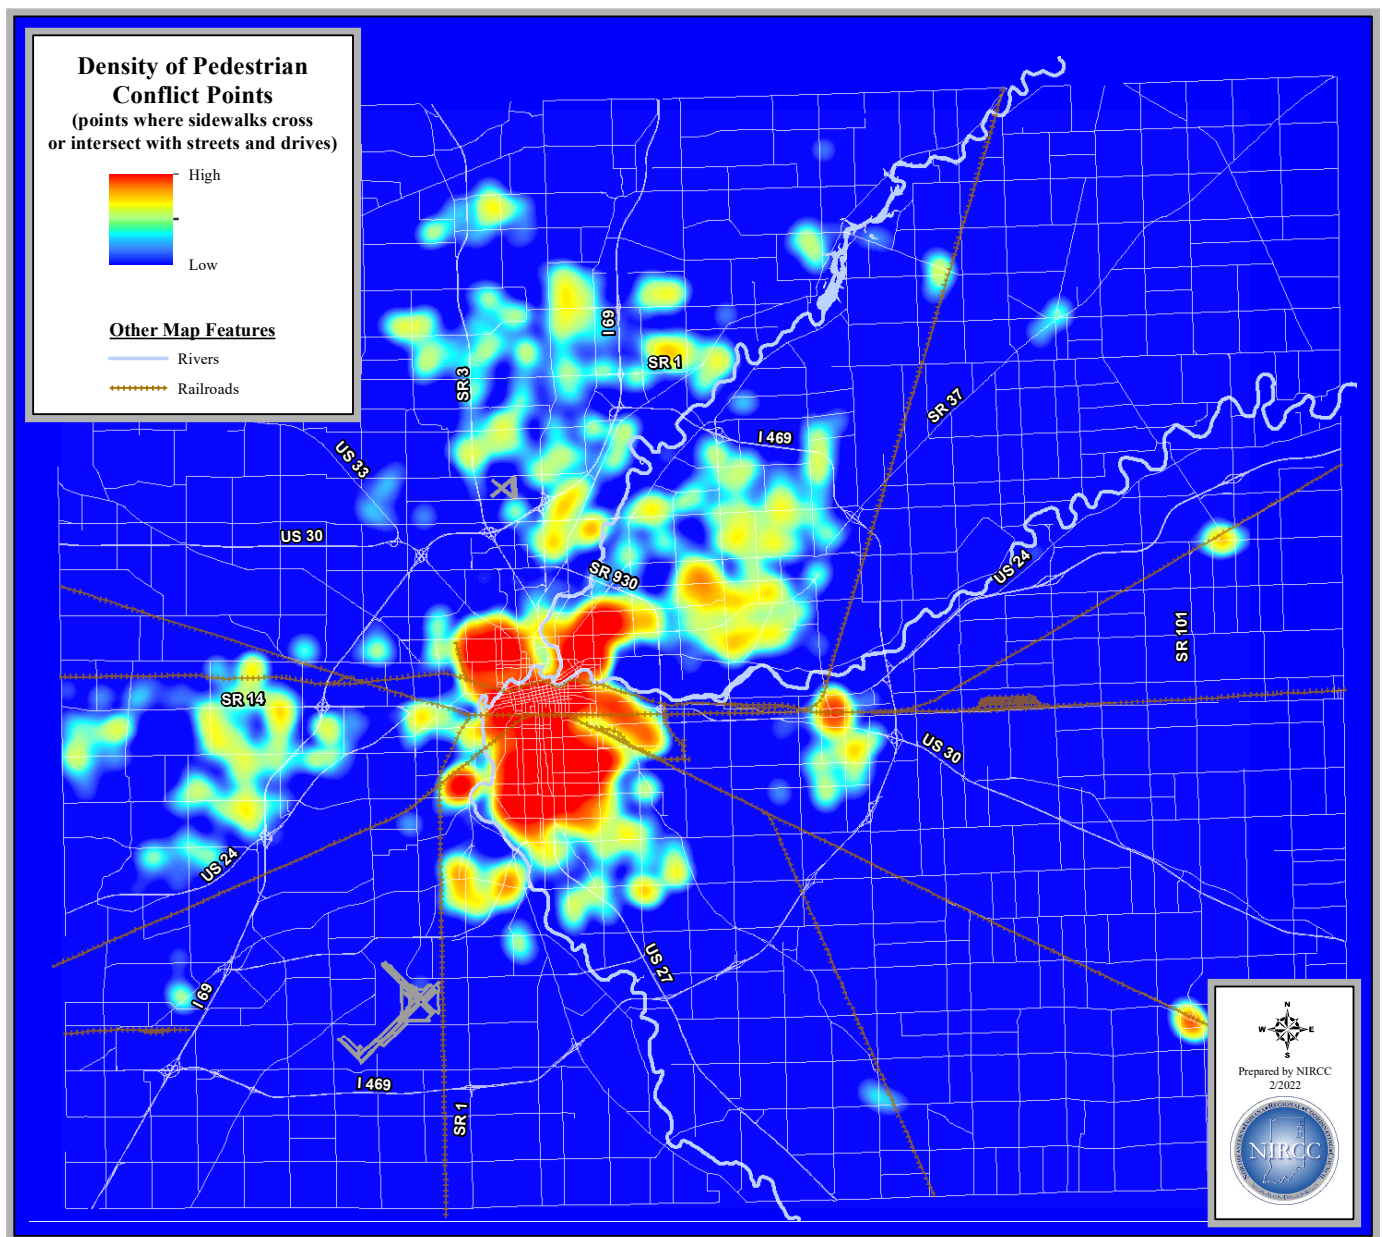 Density of Pedestrian
Conflict Points
(points where sidewalks cross
or intersect with streets and drives)
High
Low
Other Map Features
Rivers
Railroads
I 69
SR 1
SR 3
SR 37
I 469
US 33
US 30
SR 930
US 24
SR 101
SR 14
US 30
US 24
US 27
I 69
I 469
SR 1
N
W E
S
Prepared by NIRCC
2/2022
NIRCC